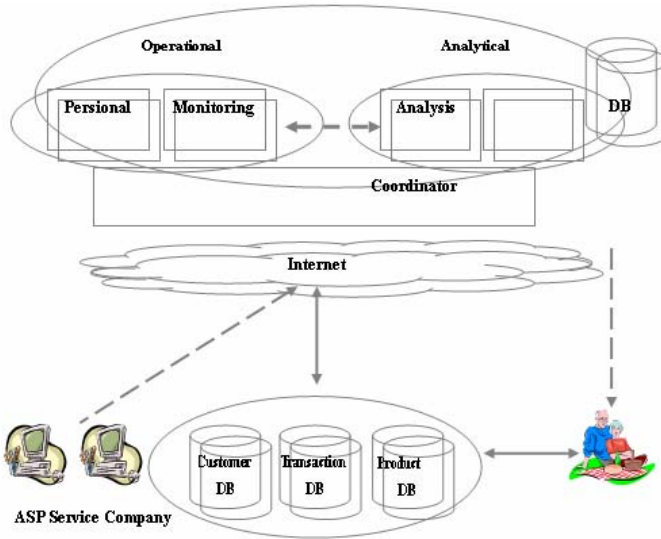 Operational Analytical
Persional Monitoring Analysis DB
Coordinator
Internet
Customer Transaction Product
DB DB DB
ASP Service Company